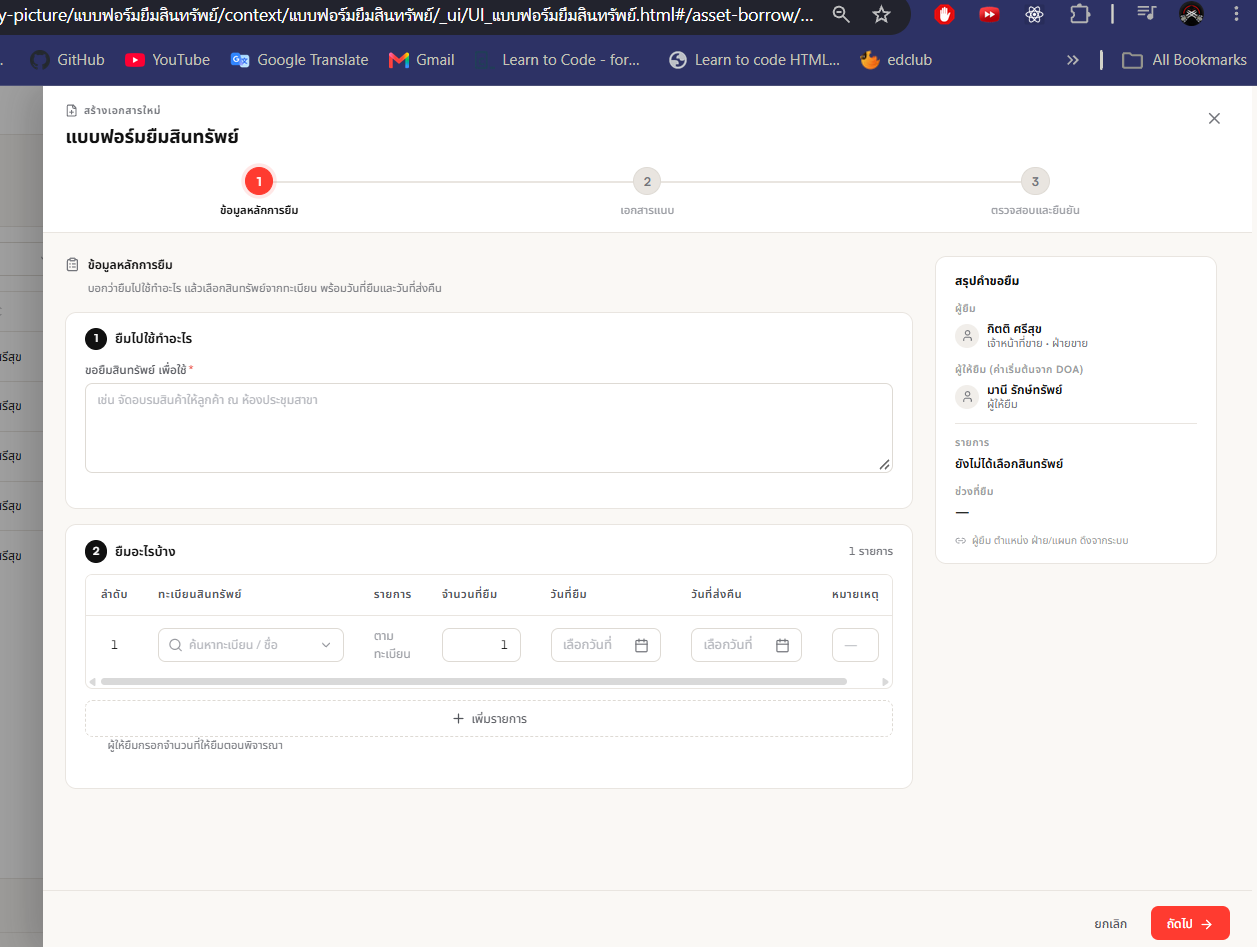 y-picture/แบบฟอร์มยืมสินทรัพย์/context/แบบฟอร์มยืมสินทรัพย์/_ui/UI_แบบฟอร์มยืมสินทรัพย์.html#/asset-borrow/...
GitHub YouTube Google Translate Gmail Learn to Code - for... Learn to code HTML... edclub » All Bookmarks
สร้างเอกสารใหม่
แบบฟอร์มยืมสินทรัพย์
1 2 3
ข้อมูลหลักการยืม เอกสารแนบ ตรวจสอบและยืนยัน
ข้อมูลหลักการยืม
บอกว่ายืมไปใช้ทำอะไร แล้วเลือกสินทรัพย์จากทะเบียน พร้อมวันที่ยืมและวันที่ส่งคืน
1 ยืมไปใช้ทำอะไร
ขอยืมสินทรัพย์ เพื่อใช้ *
เช่น จัดอบรมสินค้าให้ลูกค้า ณ ห้องประชุมสาขา
2 ยืมอะไรบ้าง 1 รายการ
ลำดับ ทะเบียนสินทรัพย์ รายการ จำนวนที่ยืม วันที่ยืม วันที่ส่งคืน หมายเหตุ
1 ค้นหาทะเบียน / ชื่อ ตาม 1 เลือกวันที่ เลือกวันที่ —
ทะเบียน
+ เพิ่มรายการ
ผู้ให้ยืมกรอกจำนวนที่ให้ยืมตอนพิจารณา
สรุปคำขอยืม
ผู้ยืม
กิตติ ศรีสุข
เจ้าหน้าที่ขาย • ฝ่ายขาย
ผู้ให้ยืม (ค่าเริ่มต้นจาก DOA)
มานี รักษ์ทรัพย์
ผู้ให้ยืม
รายการ
ยังไม่ได้เลือกสินทรัพย์
ช่วงที่ยืม
—
ผู้ยืม ตำแหน่ง ฝ่าย/แผนก ดึงจากระบบ
ศรีสุข
ศรีสุข
ศรีสุข
ศรีสุข
ศรีสุข
ยกเลิก ถัดไป →